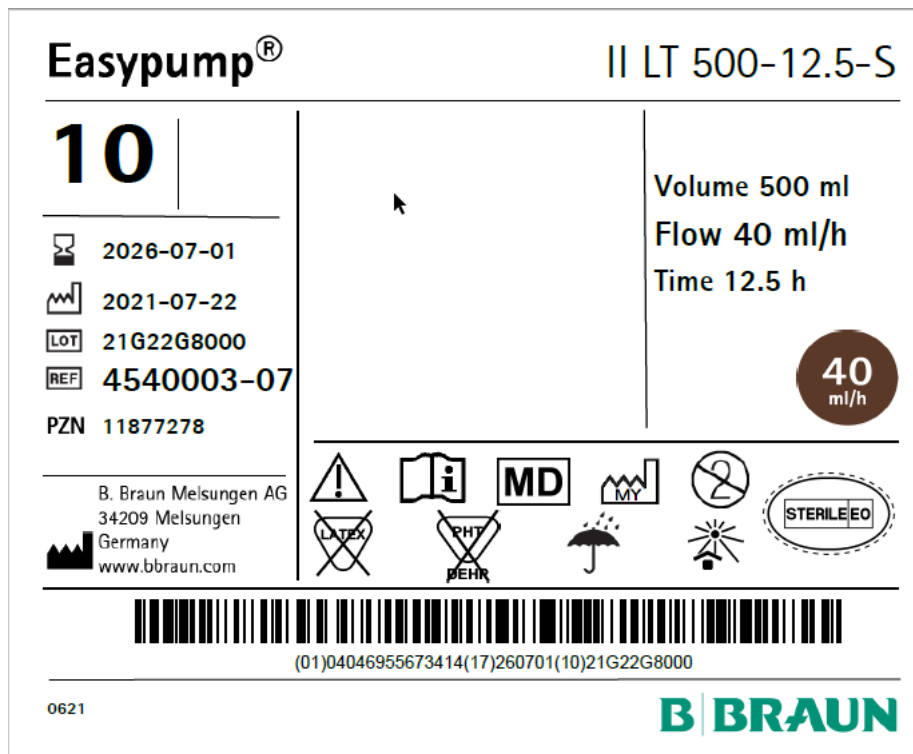 Easypump®
II LT 500-12.5-S
10
2026-07-01
2021-07-22
LOT 21G22G8000
REF 4540003-07
PZN 11877278
B. Braun Melsungen AG
34209 Melsungen
Germany
www.bbraun.com
Volume 500 ml
Flow 40 ml/h
Time 12.5 h
40
ml/h
MD
MY
2
STERILE EO
LATEX
PHT
DEHP
(01)04046955673414(17)260701(10)21G22G8000
0621
B BRAUN